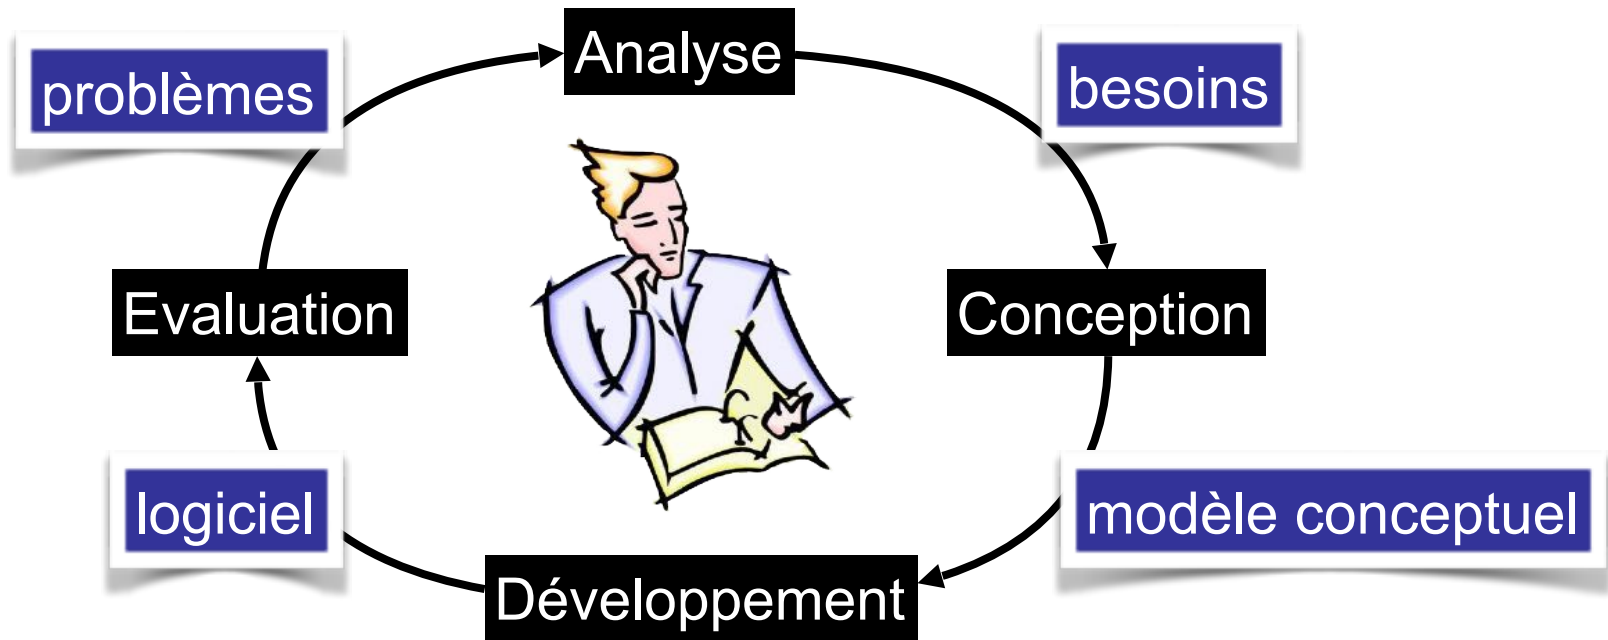 Analyse
problèmes
besoins
Evaluation
Conception
logiciel
modèle conceptuel
Développement